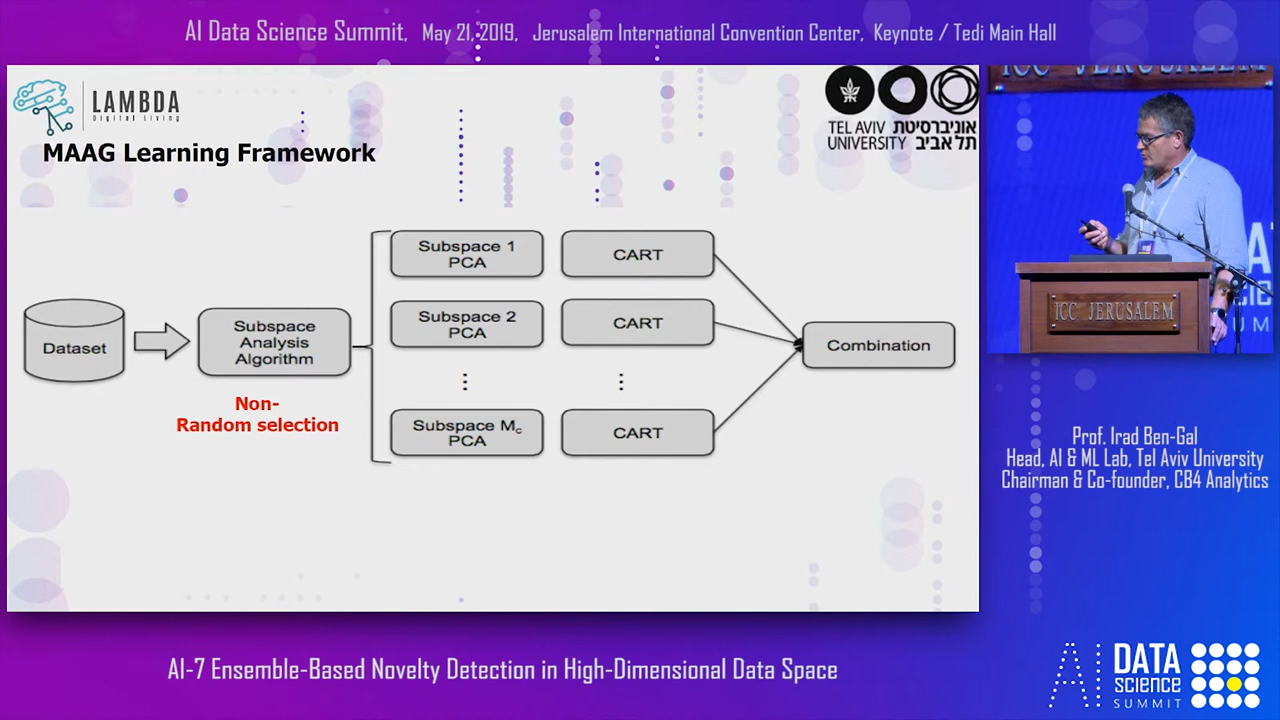 AI Data Science Summit, May 21, 2019, Jerusalem International Convention Center, Keynote / Tedi Main Hall
LAMBDA
Digital Living
TEL AVIV אוניברסיטת
UNIVERSITY תל אביב
MAAG Learning Framework
Dataset
Subspace
Analysis
Algorithm
Non-
Random selection
Subspace 1
PCA
CART
Subspace 2
PCA
CART
⋮ ⋮
Subspace Mc
PCA
CART
Combination
ICC JERUSALEM
ICC JERUSALEM
Prof. Irad Ben-Gal
Head, AI & ML Lab, Tel Aviv University
Chairman & Co-founder, CB4 Analytics
AI-7 Ensemble-Based Novelty Detection in High-Dimensional Data Space
AI DATA
SCIENCE
SUMMIT